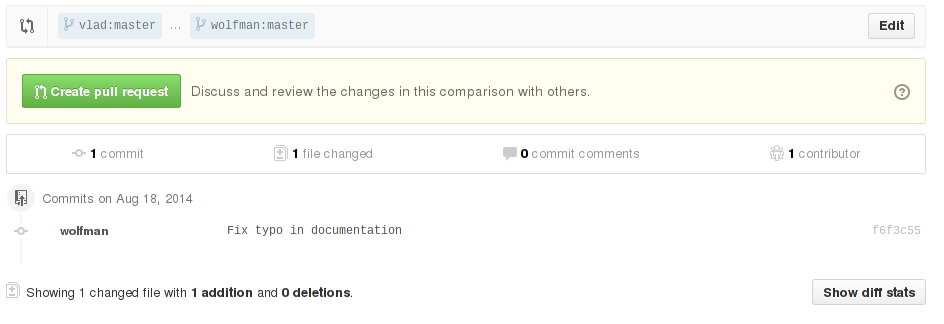 vlad:master ... wolfman:master Edit
Create pull request Discuss and review the changes in this comparison with others. ?
1 commit 1 file changed 0 commit comments 1 contributor
Commits on Aug 18, 2014
wolfman Fix typo in documentation f6f3c55
Showing 1 changed file with 1 addition and 0 deletions. Show diff stats